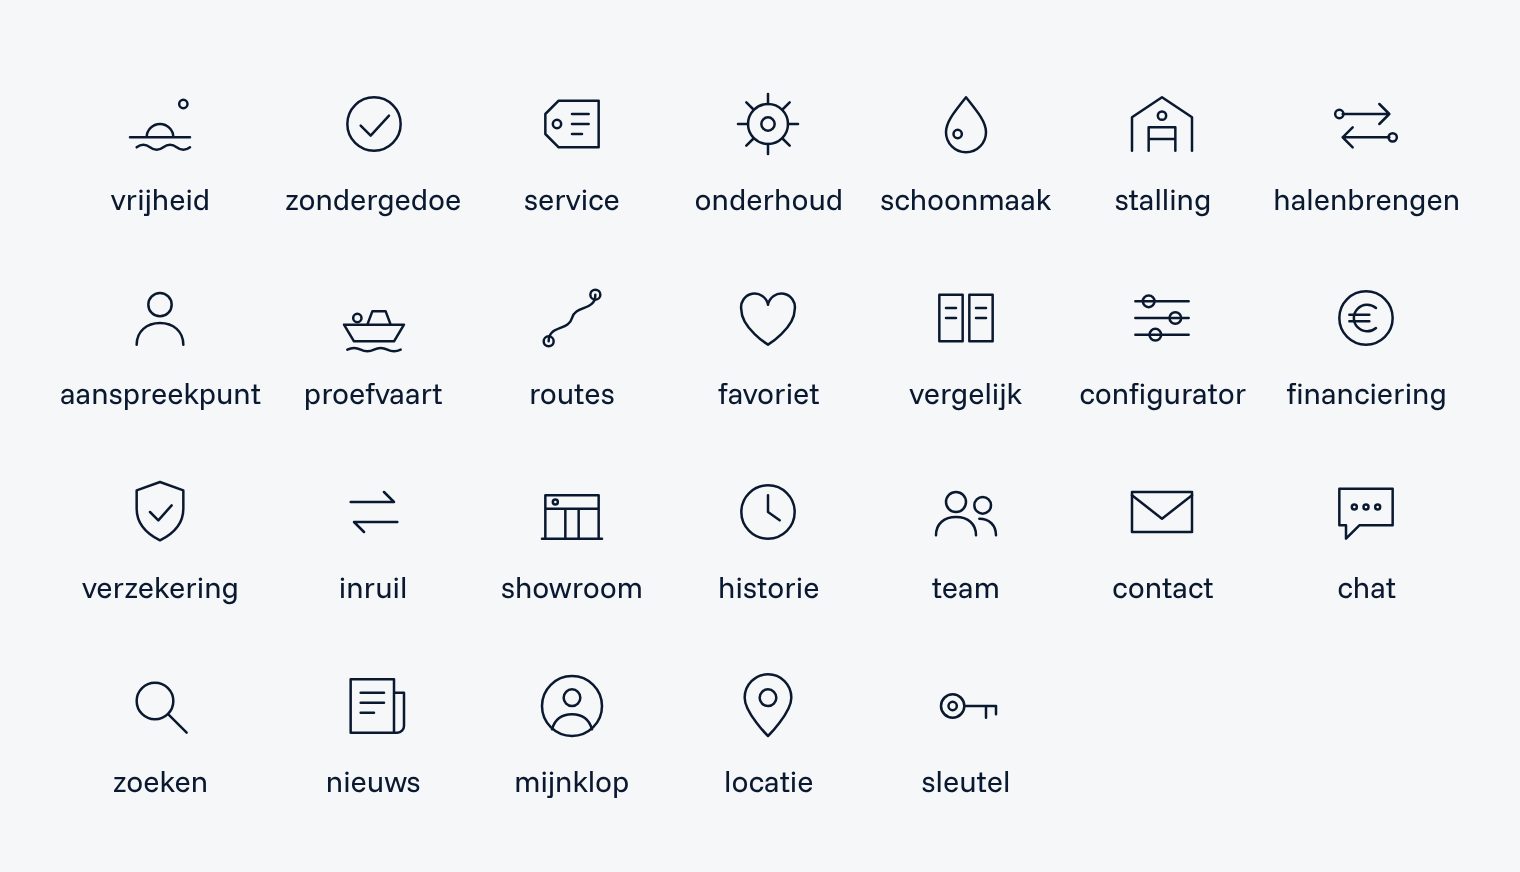 vrijheid zondergedoe service onderhoud schoonmaak stalling halenbrengen
aanspreekpunt proefvaart routes favoriet vergelijk configurator financiering
verzekering inruil showroom historie team contact chat
zoeken nieuws mijnklop locatie sleutel